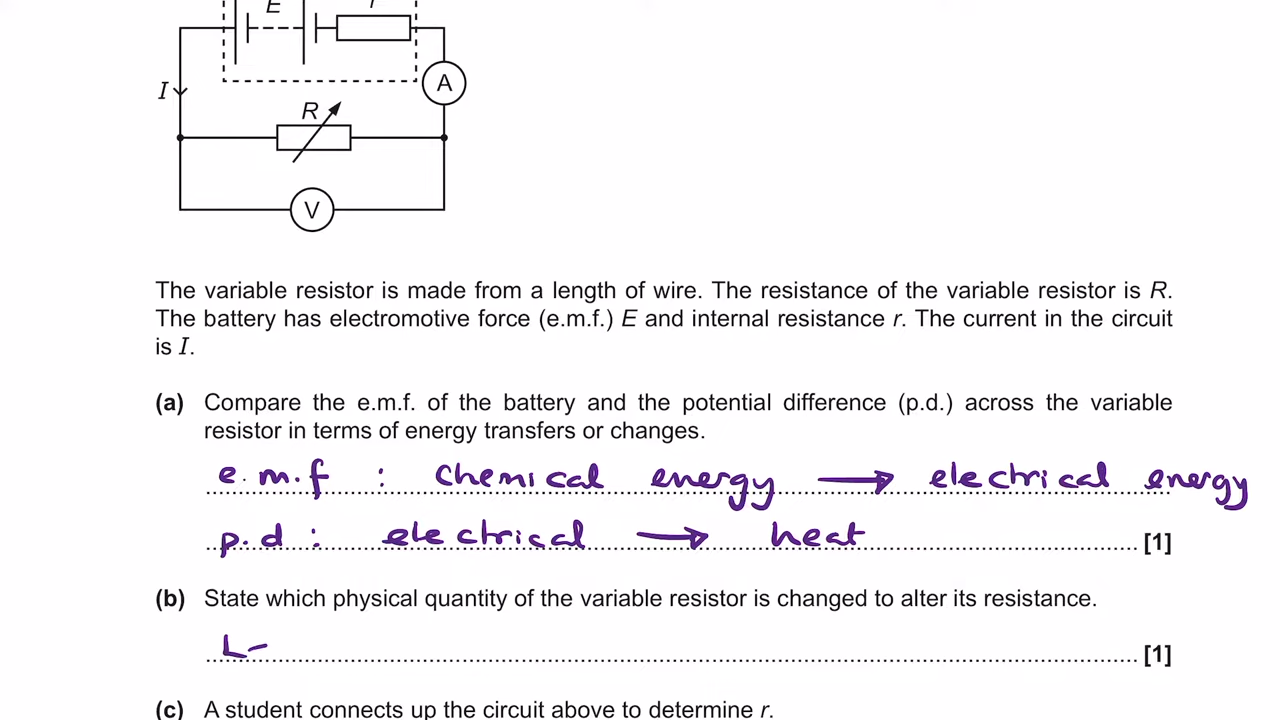 E
r
I
A
R
V
The variable resistor is made from a length of wire. The resistance of the variable resistor is R.
The battery has electromotive force (e.m.f.) E and internal resistance r. The current in the circuit
is I.
(a) Compare the e.m.f. of the battery and the potential difference (p.d.) across the variable
resistor in terms of energy transfers or changes.
e.m.f : chemical energy → electrical energy
p.d : electrical → heat [1]
(b) State which physical quantity of the variable resistor is changed to alter its resistance.
[1]
(c) A student connects up the circuit above to determine r.